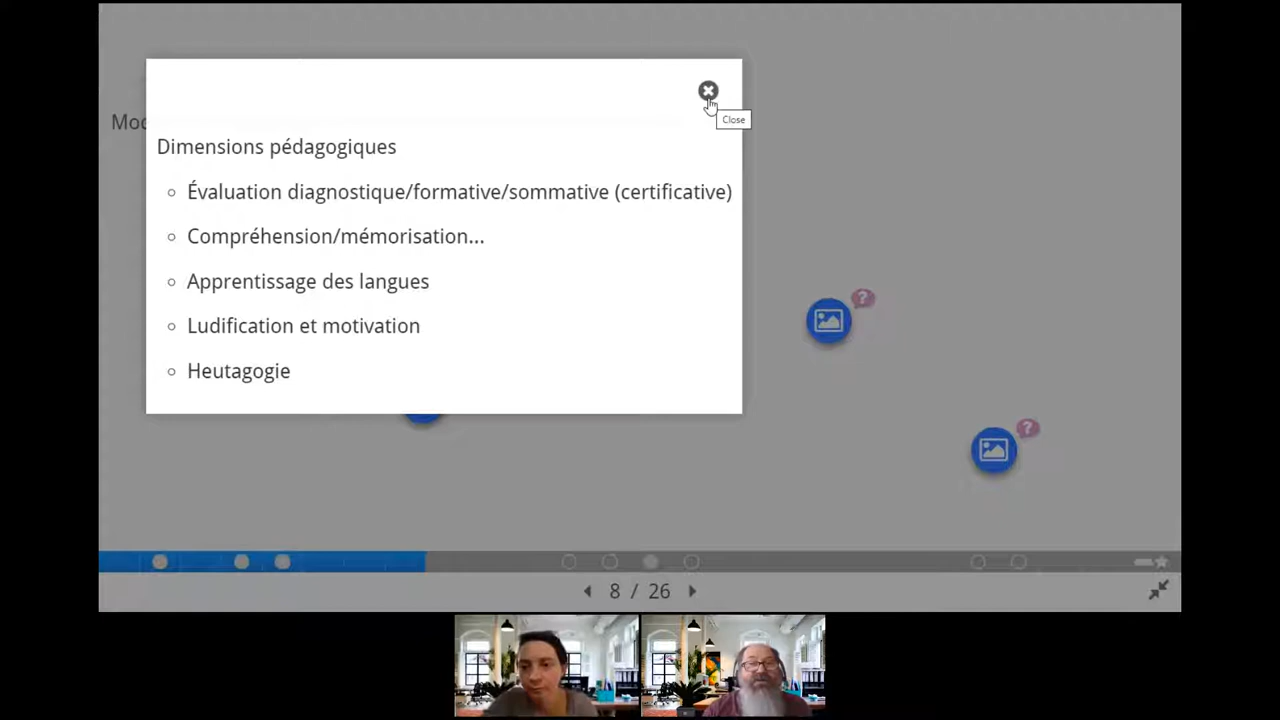 Close
Mod
Dimensions pédagogiques
Évaluation diagnostique/formative/sommative (certificative)
Compréhension/mémorisation...
Apprentissage des langues
Ludification et motivation
Heutagogie
?
?
8 / 26